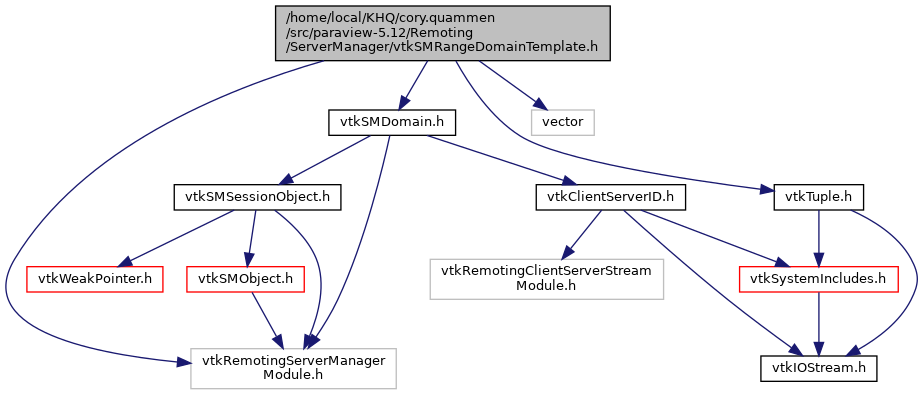 /home/local/KHQ/cory.quammen
/src/paraview-5.12/Remoting
/ServerManager/vtkSMRangeDomainTemplate.h
vtkSMDomain.h
vector
vtkSMSessionObject.h
vtkClientServerID.h
vtkTuple.h
vtkWeakPointer.h
vtkSMObject.h
vtkRemotingClientServerStream
Module.h
vtkSystemIncludes.h
vtkRemotingServerManager
Module.h
vtkIOStream.h